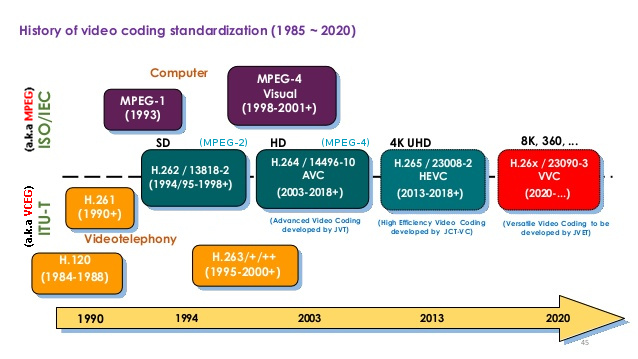 History of video coding standardization (1985 ~ 2020)
(a.k.a MPEG)
ISO/IEC
Computer
MPEG-1
(1993)
MPEG-4
Visual
(1998-2001+)
SD
(MPEG-2)
HD
(MPEG-4)
4K UHD
8K, 360, ...
H.262 / 13818-2
(1994/95-1998+)
H.264 / 14496-10
AVC
(2003-2018+)
H.265 / 23008-2
HEVC
(2013-2018+)
H.26x / 23090-3
VVC
(2020-...)
(a.k.a VCEG)
ITU-T
H.261
(1990+)
(Advanced Video Coding
developed by JVT)
(High Efficiency Video Coding
developed by JCT-VC)
(Versatile Video Coding to be
developed by JVET)
Videotelephony
H.120
(1984-1988)
H.263/+/++
(1995-2000+)
1990
1994
2003
2013
2020
45